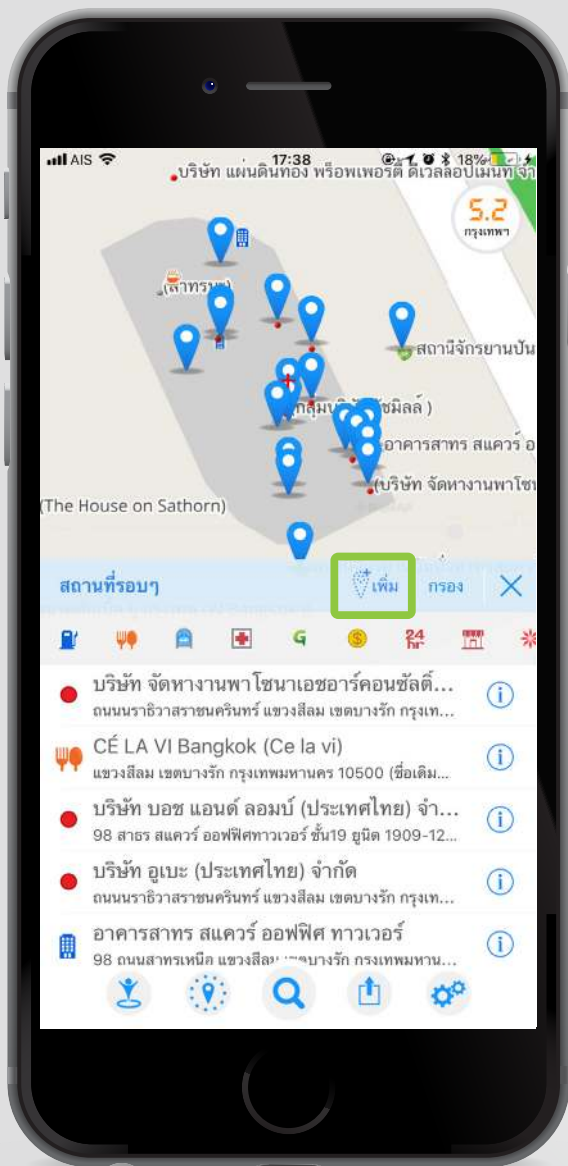 AIS
17:38
18%
บริษัท แผ่นดินทอง พร็อพเพอร์ตี้ ดีเวลลอปเม้นท์ จำ
5.2
กรุงเทพฯ
(สาทร
สถานีจักรยานปัน
อาคารสาทร สแควร์ อ
(บริษัท จัดหางานพาโซน
(The House on Sathorn)
สถานที่รอบๆ
เพิ่ม
กรอง
G
$
24
hr
บริษัท จัดหางานพาโซนาเอชอาร์คอนซัลติ้...
ถนนนราธิวาสราชนครินทร์ แขวงสีลม เขตบางรัก กรุงเท...
CÉ LA VI Bangkok (Ce la vi)
แขวงสีลม เขตบางรัก กรุงเทพมหานคร 10500 (ชื่อเดิม...
บริษัท บอช แอนด์ ลอมบ์ (ประเทศไทย) จำ...
98 สาธร สแควร์ ออฟฟิศทาวเวอร์ ชั้น19 ยูนิต 1909-12...
บริษัท อูเบะ (ประเทศไทย) จำกัด
ถนนนราธิวาสราชนครินทร์ แขวงสีลม เขตบางรัก กรุงเท...
อาคารสาทร สแควร์ ออฟฟิศ ทาวเวอร์
98 ถนนสาทรเหนือ แขวงสีลม เขตบางรัก กรุงเทพมหาน...